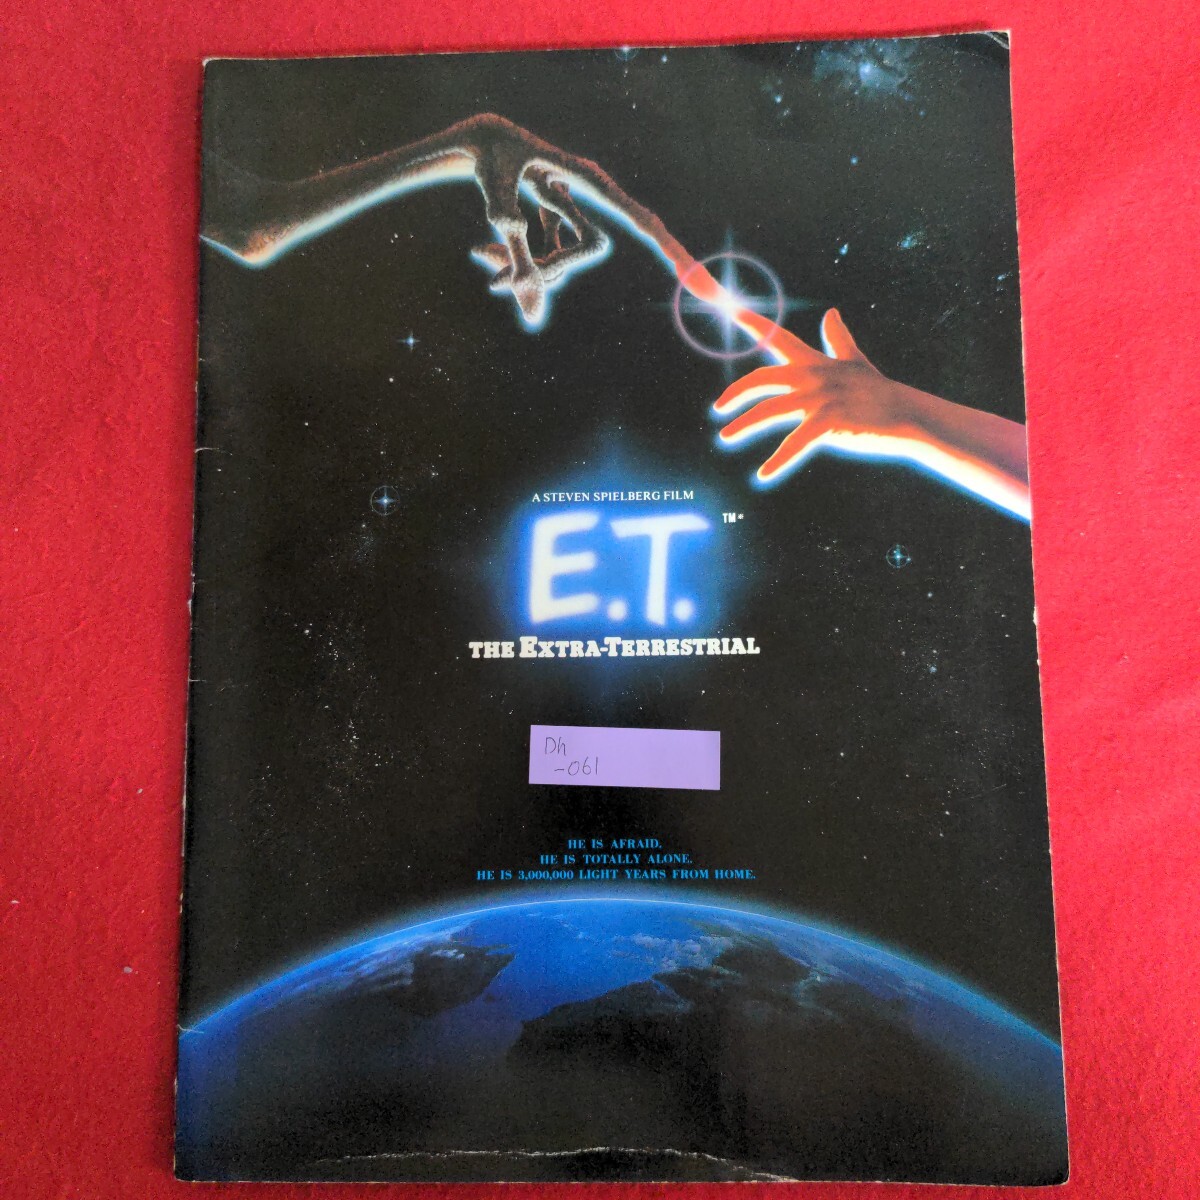 A STEVEN SPIELBERG FILM
E.T. TM*
THE EXTRA-TERRESTRIAL
Dh
-061
HE IS AFRAID.
HE IS TOTALLY ALONE.
HE IS 3,000,000 LIGHT YEARS FROM HOME.